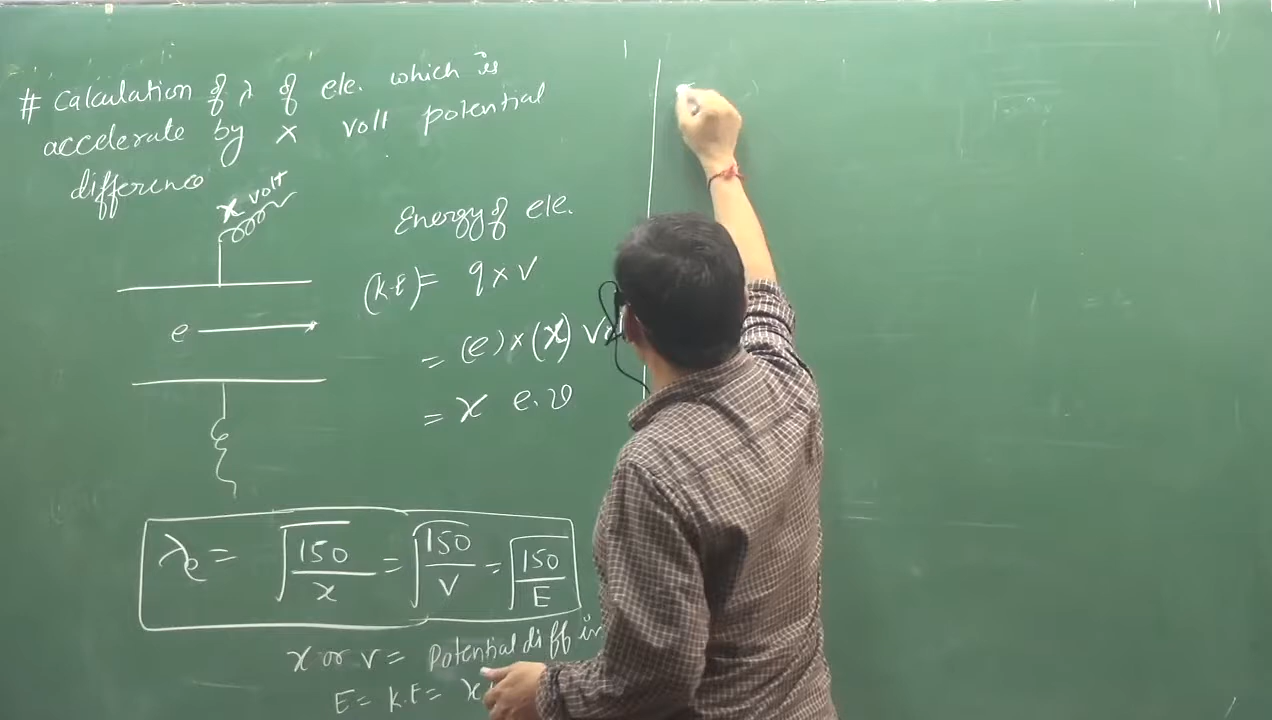 # Calculation of λ of ele. which is
accelerate by x volt potential
difference
x volt
e
Energy of ele.
(K.E) = q × v
= (e) × (x)
= x e.v
λe = √150/x = √150/V = √150/E
x or v = Potential diff in
E = K.E = x